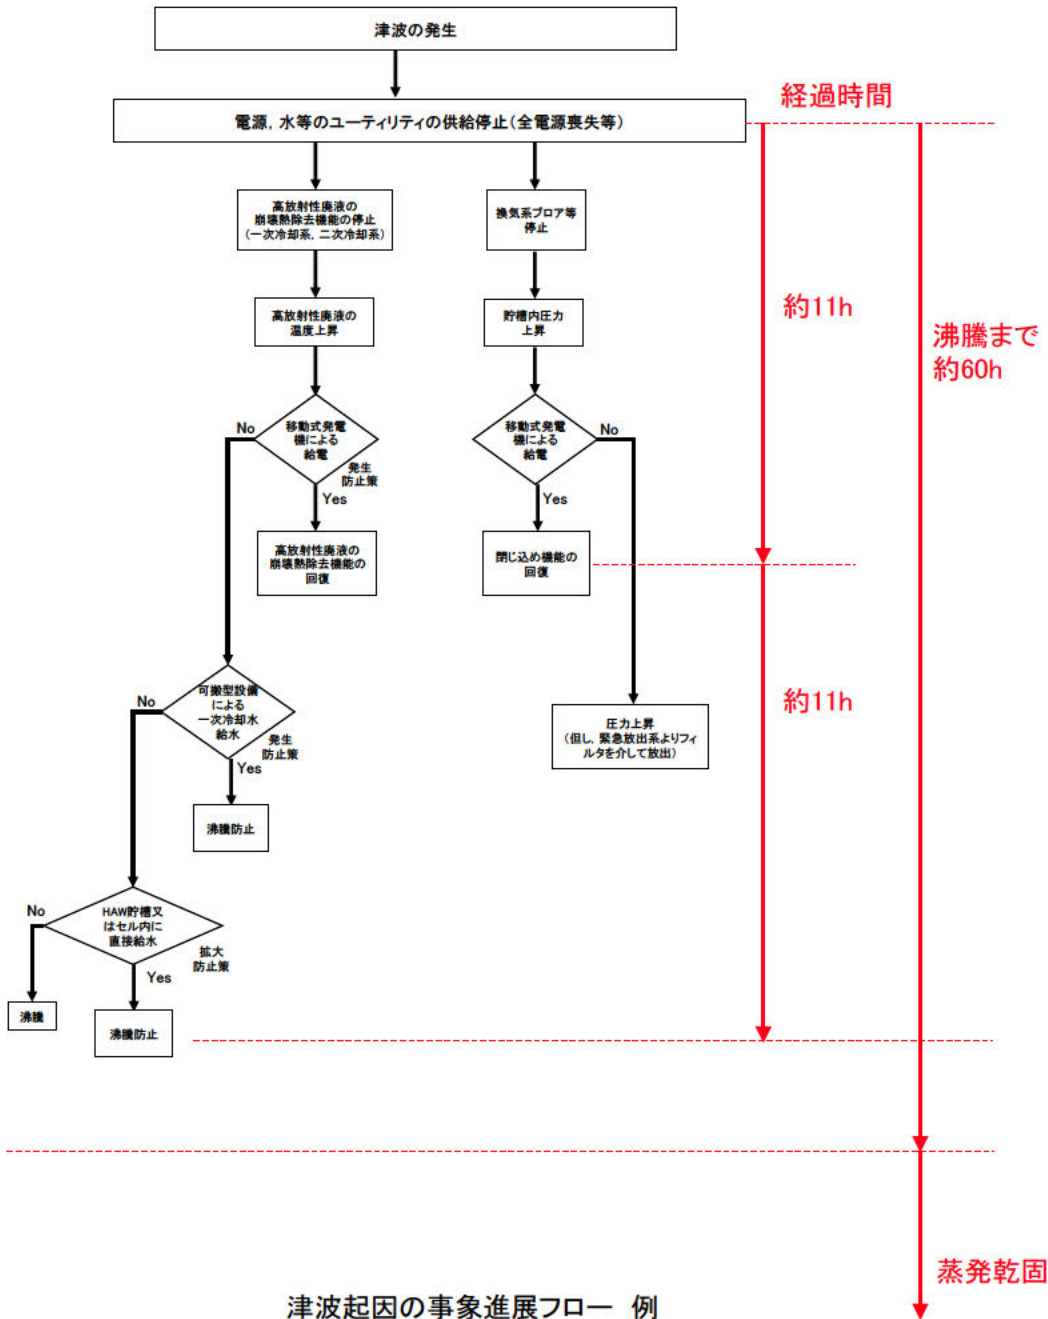 津波の発生
経過時間
電源，水等のユーティリティの供給停止（全電源喪失等）
高放射性廃液の
崩壊熱除去機能の停止
（一次冷却系，二次冷却系）
換気系ブロア等
停止
高放射性廃液の
温度上昇
貯槽内圧力
上昇
約11h
沸騰まで
約60h
移動式発電
機による
給電
No
発生
防止策
Yes
移動式発電
機による
給電
No
Yes
高放射性廃液の
崩壊熱除去機能の
回復
閉じ込め機能の
回復
可搬型設備
による
一次冷却水
給水
No
発生
防止策
Yes
圧力上昇
（但し，緊急放出系よりフィ
ルタを介して放出）
約11h
沸騰防止
HAW貯槽又
はセル内に
直接給水
No
拡大
防止策
Yes
沸騰
沸騰防止
蒸発乾固
津波起因の事象進展フロー 例